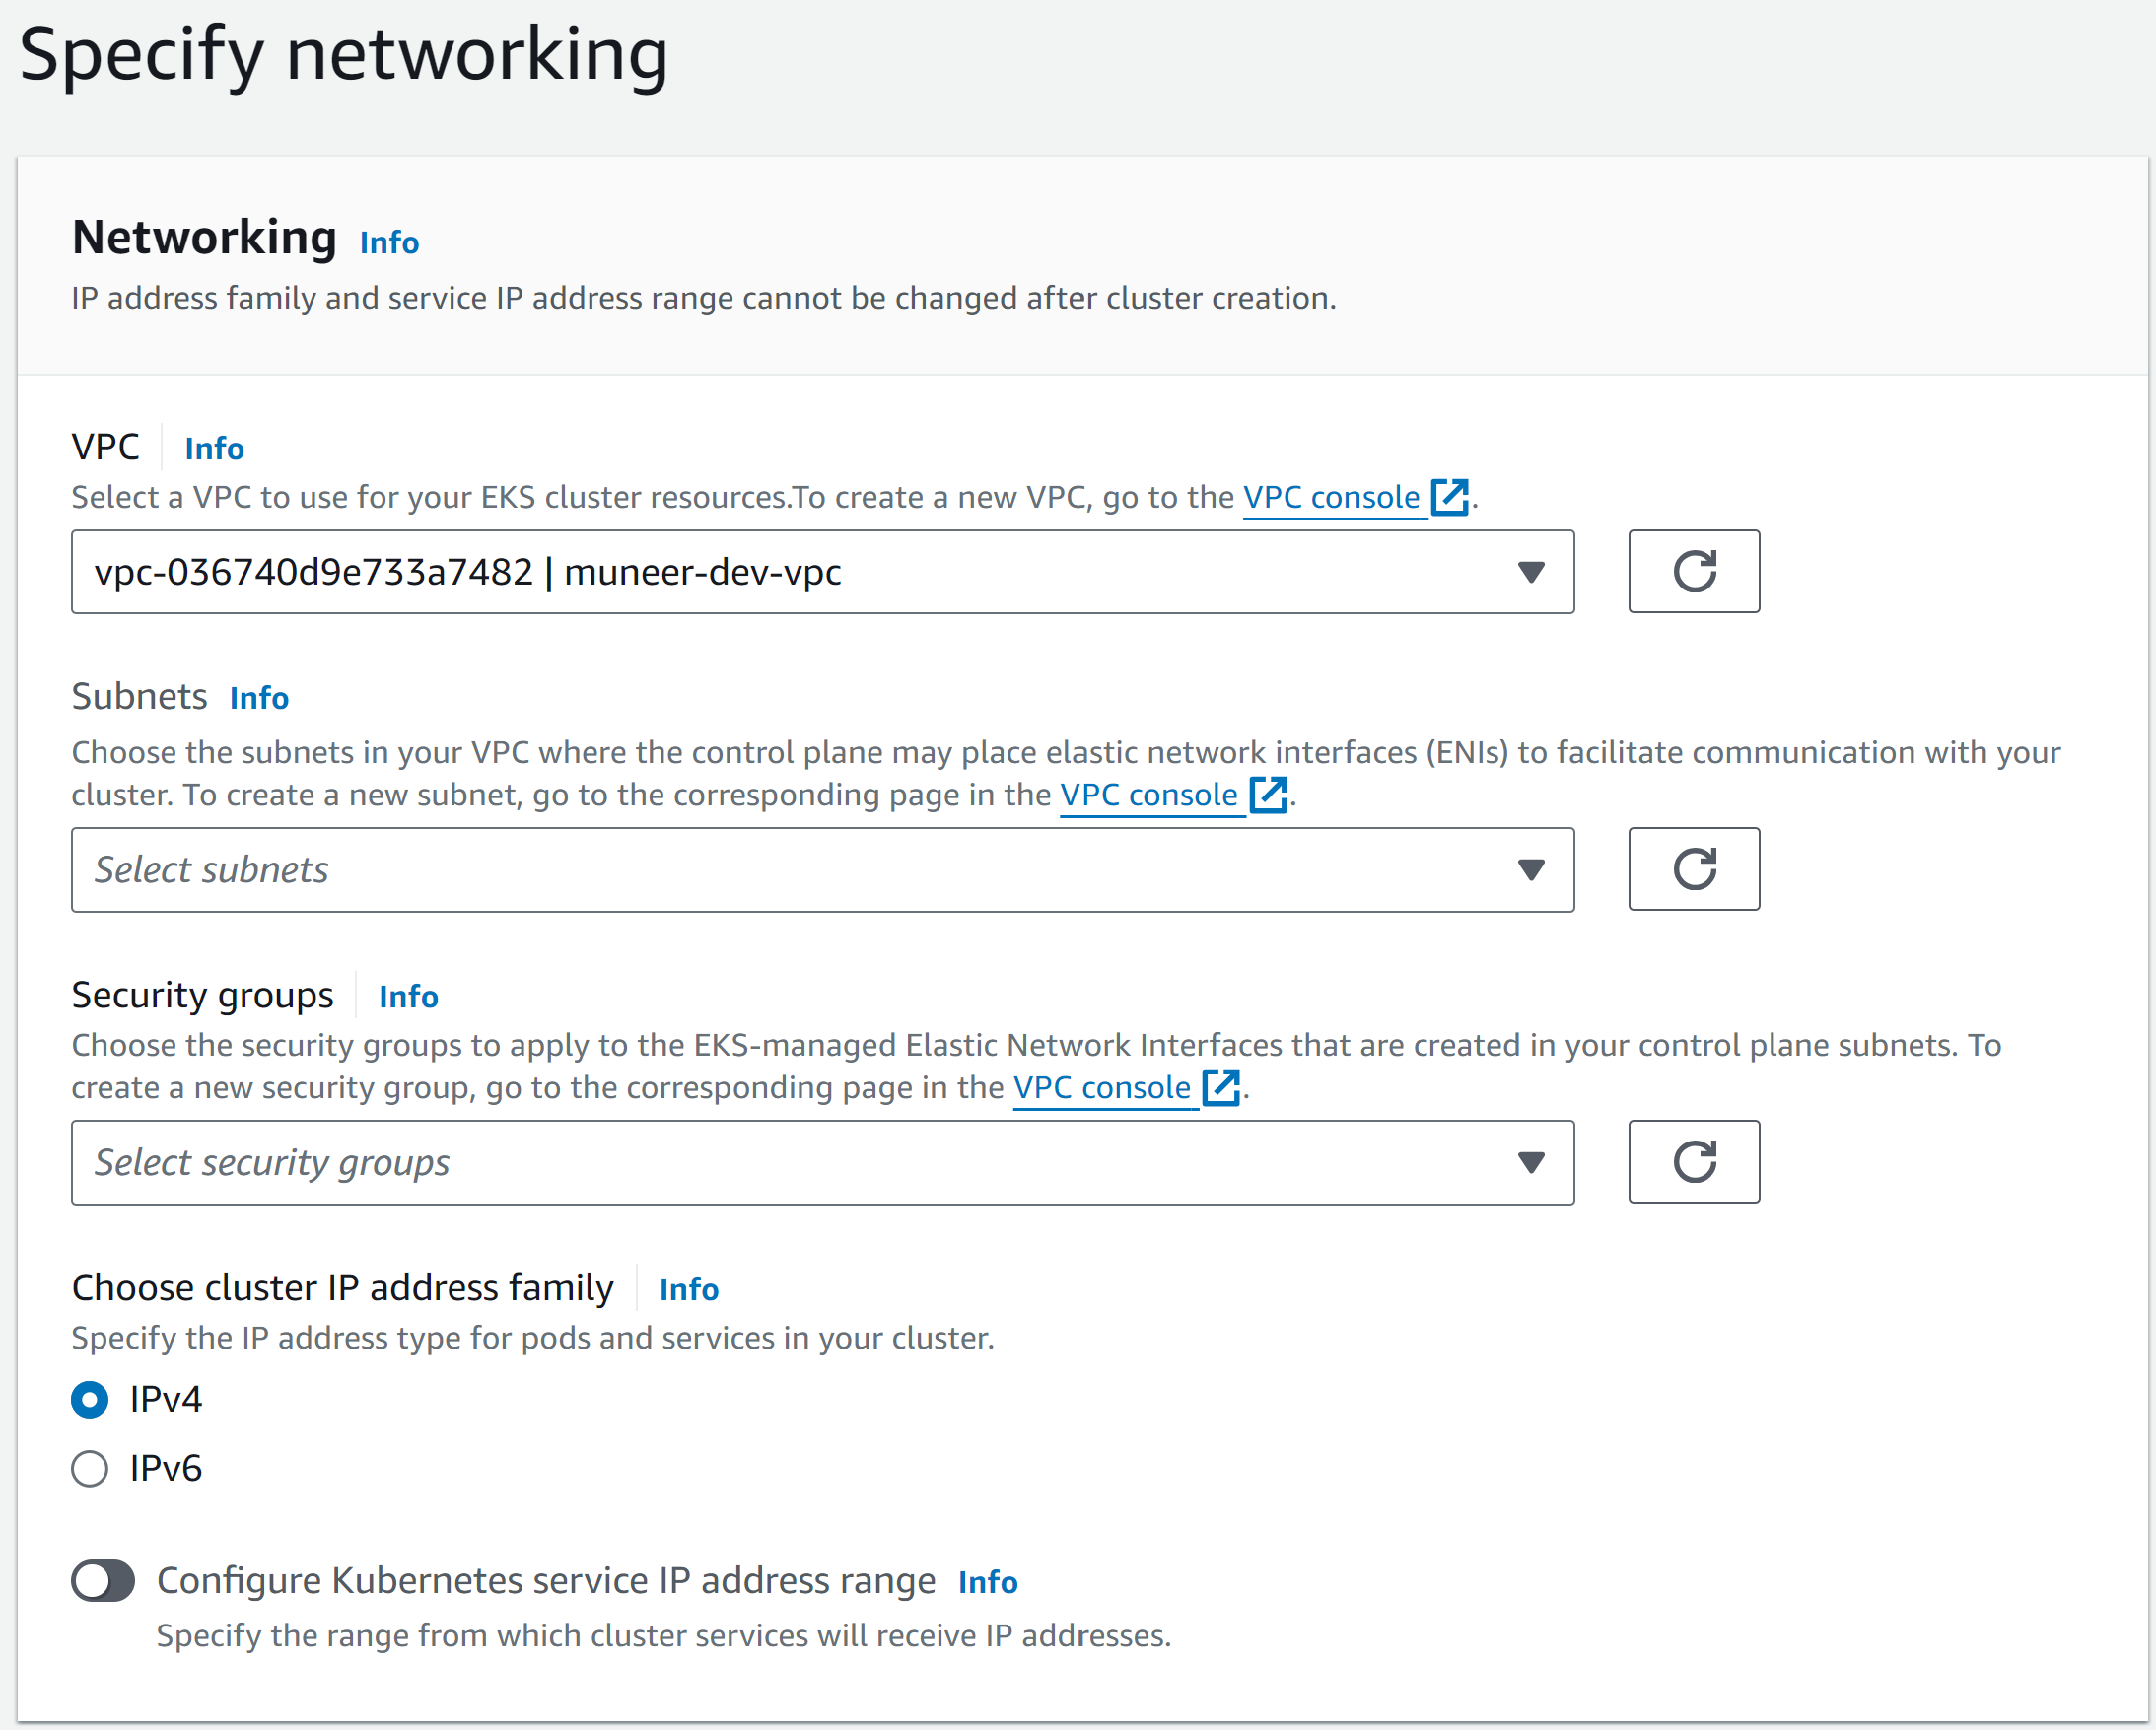 Specify networking
Networking Info
IP address family and service IP address range cannot be changed after cluster creation.
VPC Info
Select a VPC to use for your EKS cluster resources.To create a new VPC, go to the VPC console.
vpc-036740d9e733a7482 | muneer-dev-vpc
Subnets Info
Choose the subnets in your VPC where the control plane may place elastic network interfaces (ENIs) to facilitate communication with your
cluster. To create a new subnet, go to the corresponding page in the VPC console.
Select subnets
Security groups Info
Choose the security groups to apply to the EKS-managed Elastic Network Interfaces that are created in your control plane subnets. To
create a new security group, go to the corresponding page in the VPC console.
Select security groups
Choose cluster IP address family Info
Specify the IP address type for pods and services in your cluster.
IPv4
IPv6
Configure Kubernetes service IP address range Info
Specify the range from which cluster services will receive IP addresses.